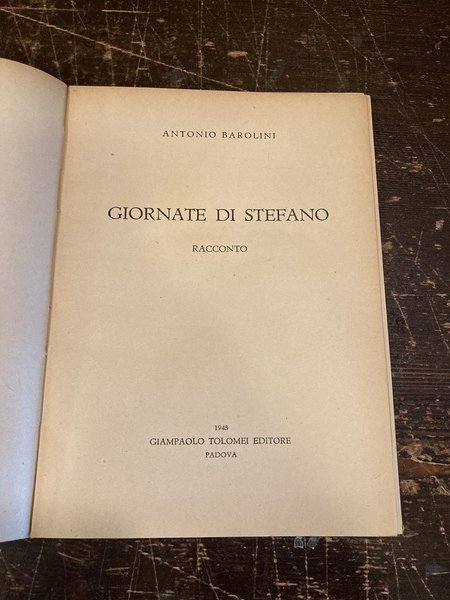 ANTONIO BAROLINI
GIORNATE DI STEFANO
RACCONTO
1943
GIAMPAOLO TOLOMEI EDITORE
PADOVA